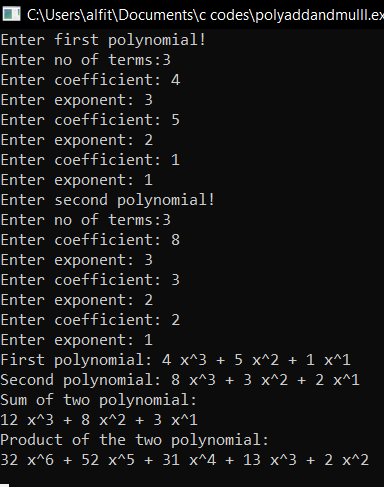 C:\Users\alfit\Documents\c codes\polyaddandmulll.ex
Enter first polynomial!
Enter no of terms:3
Enter coefficient: 4
Enter exponent: 3
Enter coefficient: 5
Enter exponent: 2
Enter coefficient: 1
Enter exponent: 1
Enter second polynomial!
Enter no of terms:3
Enter coefficient: 8
Enter exponent: 3
Enter coefficient: 3
Enter exponent: 2
Enter coefficient: 2
Enter exponent: 1
First polynomial: 4 x^3 + 5 x^2 + 1 x^1
Second polynomial: 8 x^3 + 3 x^2 + 2 x^1
Sum of two polynomial:
12 x^3 + 8 x^2 + 3 x^1
Product of the two polynomial:
32 x^6 + 52 x^5 + 31 x^4 + 13 x^3 + 2 x^2